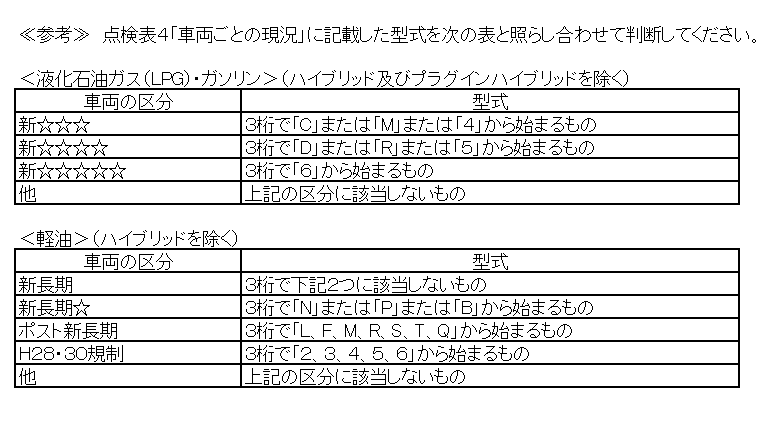 ≪参考≫　点検表４「車両ごとの現況」に記載した型式を次の表と照らし合わせて判断してください。
＜液化石油ガス（LPG）・ガソリン＞（ハイブリッド及びプラグインハイブリッドを除く）
車両の区分　型式
新☆☆☆　３桁で「C」または「M」または「４」から始まるもの
新☆☆☆☆　３桁で「D」または「R」または「５」から始まるもの
新☆☆☆☆☆　３桁で「６」から始まるもの
他　上記の区分に該当しないもの
＜軽油＞（ハイブリッドを除く）
車両の区分　型式
新長期　３桁で下記２つに該当しないもの
新長期☆　３桁で「N」または「P」または「B」から始まるもの
ポスト新長期　３桁で「L、F、M、R、S、T、Q」から始まるもの
H２８・３０規制　３桁で「２、３、４、５、６」から始まるもの
他　上記の区分に該当しないもの